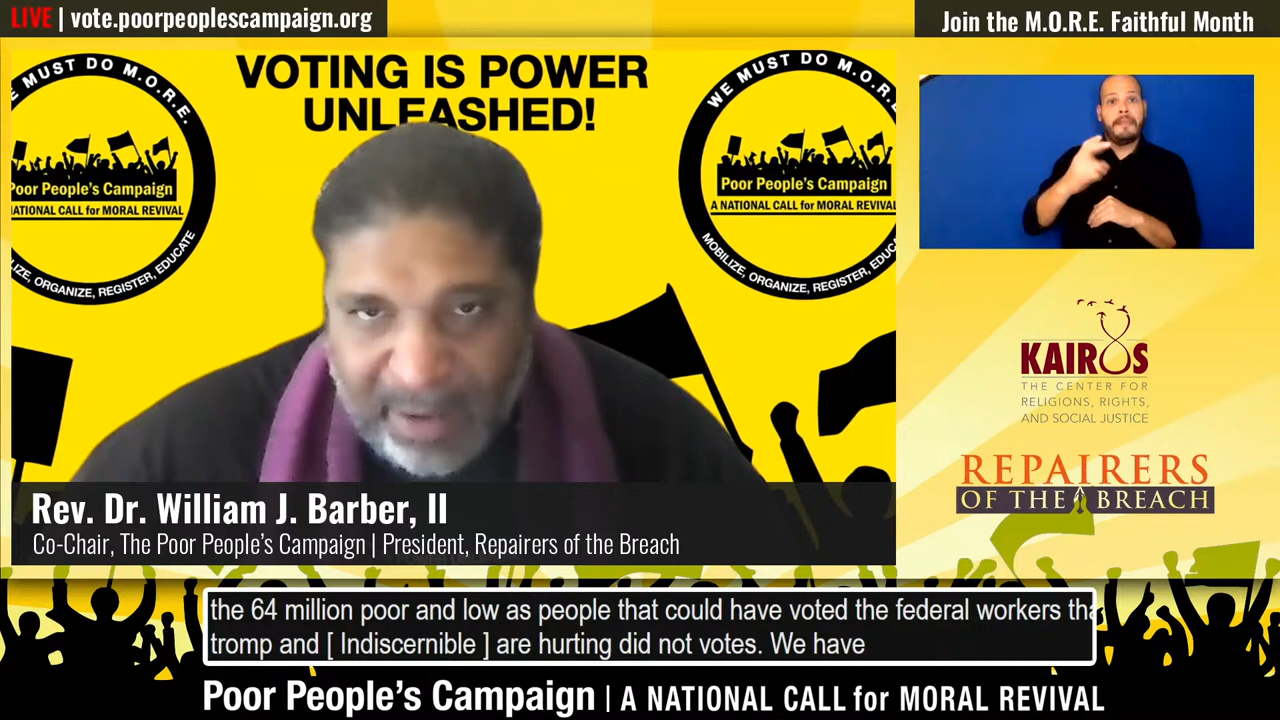 LIVE | vote.poorpeoplescampaign.org
Join the M.O.R.E. Faithful Month
VOTING IS POWER
UNLEASHED!
E MUST DO M.O.R.E.
Poor People's Campaign
NATIONAL CALL for MORAL REVIVAL
ILIZE, ORGANIZE, REGISTER, EDUCATE
WE MUST DO M.O.R.E
Poor People's Campaign
A NATIONAL CALL for MORAL REVIVAL
MOBILIZE, ORGANIZE, REGISTER, EDUC
KAIROS
THE CENTER FOR
RELIGIONS, RIGHTS,
AND SOCIAL JUSTICE
REPAIRERS
OF THE BREACH
Rev. Dr. William J. Barber, II
Co-Chair, The Poor People's Campaign | President, Repairers of the Breach
the 64 million poor and low as people that could have voted the federal workers tha
tromp and [ Indiscernible ] are hurting did not votes. We have
Poor People's Campaign | A NATIONAL CALL for MORAL REVIVAL